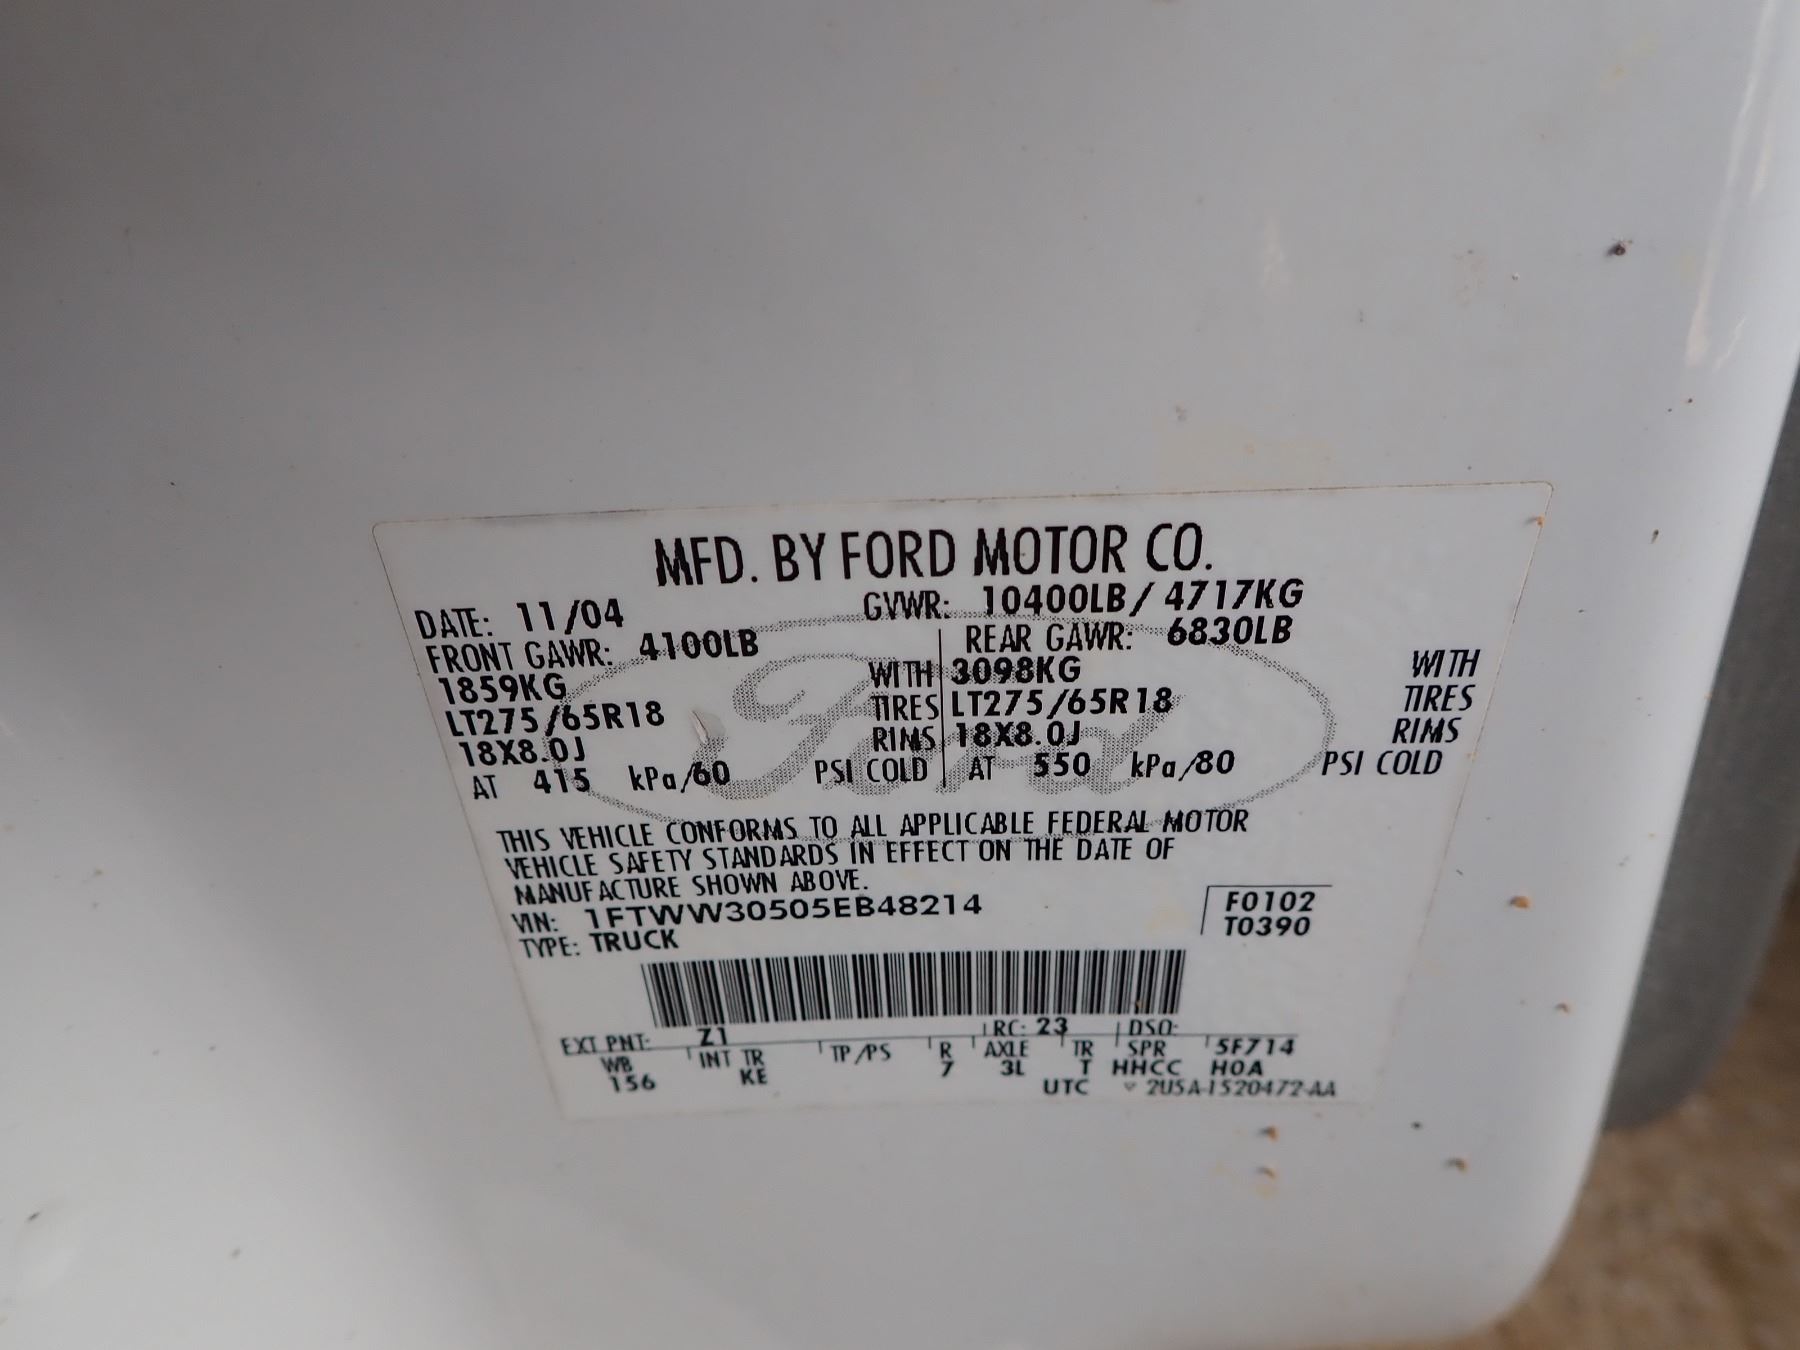 MFD. BY FORD MOTOR CO.
DATE: 11/04 GVWR: 10400LB/ 4717KG
FRONT GAWR: 4100LB REAR GAWR: 6830LB
1859KG WITH 3098KG WITH
LT275/65R18 TIRES LT275/65R18 TIRES
18X8.0J RIMS 18X8.0J RIMS
AT 415 kPa/60 PSI COLD AT 550 kPa/80 PSI COLD
Ford
THIS VEHICLE CONFORMS TO ALL APPLICABLE FEDERAL MOTOR
VEHICLE SAFETY STANDARDS IN EFFECT ON THE DATE OF
MANUFACTURE SHOWN ABOVE.
VIN: 1FTWW30505EB48214 F0102
TYPE: TRUCK T0390
EXT PNT: Z1 RC: 23 DSO:
WB INT TR TP/PS R AXLE TR SPR 5F714
156 KE 7 3L T HHCC H0A
UTC 2U5A-1520472-AA